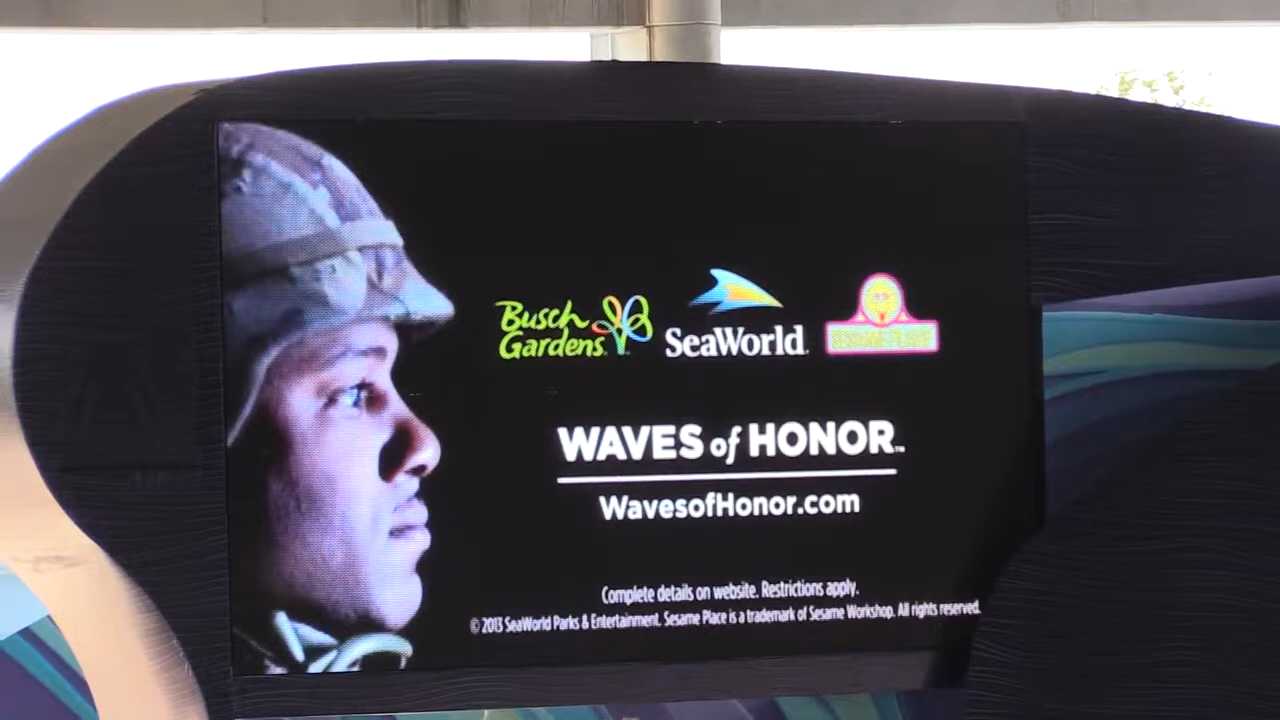 Busch
Gardens
SeaWorld
WAVES of HONOR™
WavesofHonor.com
Complete details on website. Restrictions apply.
© 2013 SeaWorld Parks & Entertainment. Sesame Place is a trademark of Sesame Workshop. All rights reserved.